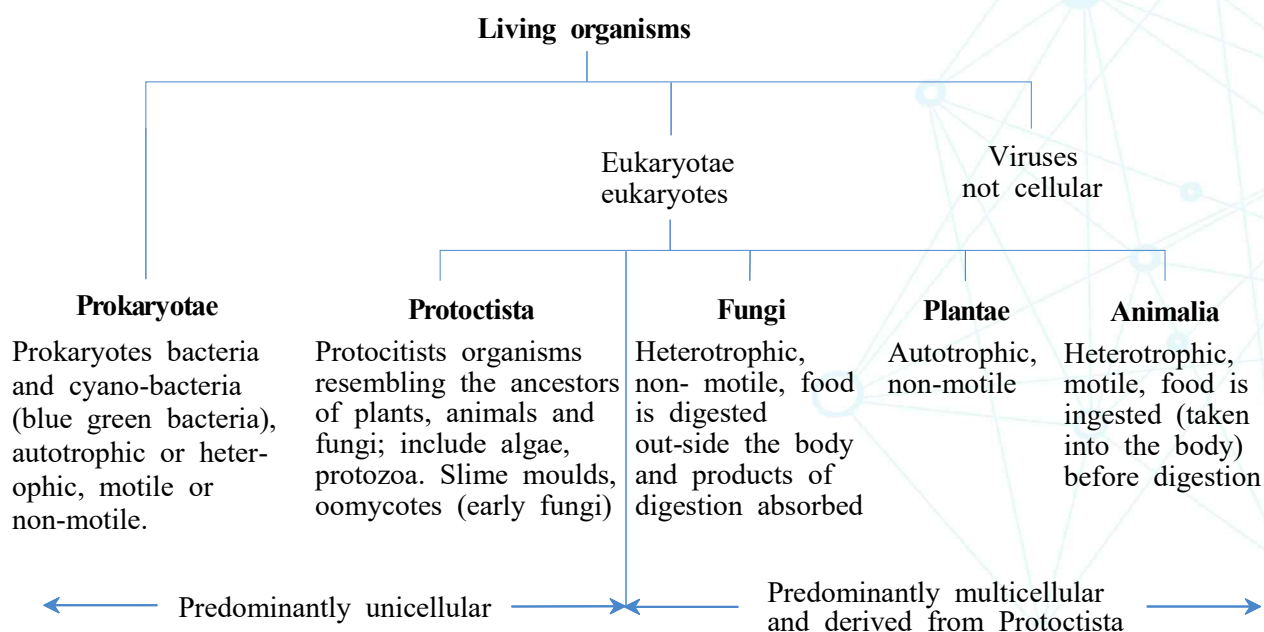 Living organisms
Eukaryotae
eukaryotes
Viruses
not cellular
Prokaryotae
Prokaryotes bacteria
and cyano-bacteria
(blue green bacteria),
autotrophic or heter-
ophic, motile or
non-motile.
Protoctista
Protocitists organisms
resembling the ancestors
of plants, animals and
fungi; include algae,
protozoa. Slime moulds,
oomycotes (early fungi)
Fungi
Heterotrophic,
non- motile, food
is digested
out-side the body
and products of
digestion absorbed
Plantae
Autotrophic,
non-motile
Animalia
Heterotrophic,
motile, food is
ingested (taken
into the body)
before digestion
Predominantly unicellular
Predominantly multicellular
and derived from Protoctista